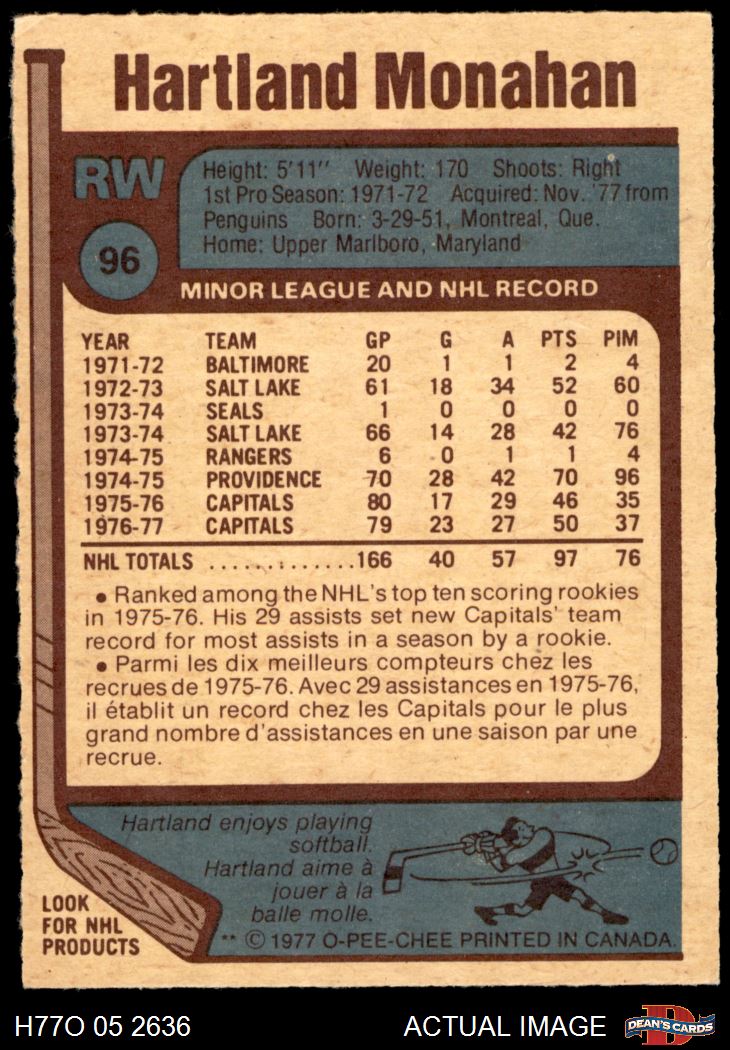 Hartland Monahan
RW
96
Height: 5'11'' Weight: 170 Shoots: Right
1st Pro Season: 1971-72 Acquired: Nov. '77 from
Penguins Born: 3-29-51, Montreal, Que.
Home: Upper Marlboro, Maryland
MINOR LEAGUE AND NHL RECORD
YEAR TEAM GP G A PTS PIM
1971-72 BALTIMORE 20 1 1 2 4
1972-73 SALT LAKE 61 18 34 52 60
1973-74 SEALS 1 0 0 0 0
1973-74 SALT LAKE 66 14 28 42 76
1974-75 RANGERS 6 0 1 1 4
1974-75 PROVIDENCE 70 28 42 70 96
1975-76 CAPITALS 80 17 29 46 35
1976-77 CAPITALS 79 23 27 50 37
NHL TOTALS .............166 40 57 97 76
• Ranked among the NHL's top ten scoring rookies
in 1975-76. His 29 assists set new Capitals' team
record for most assists in a season by a rookie.
• Parmi les dix meilleurs compteurs chez les
recrues de 1975-76. Avec 29 assistances en 1975-76,
il établit un record chez les Capitals pour le plus
grand nombre d'assistances en une saison par une
recrue.
Hartland enjoys playing
softball.
Hartland aime à
jouer à la
balle molle.
LOOK
FOR NHL
PRODUCTS
** © 1977 O-PEE-CHEE PRINTED IN CANADA.
H77O 05 2636 ACTUAL IMAGE
D
DEAN'S CARDS